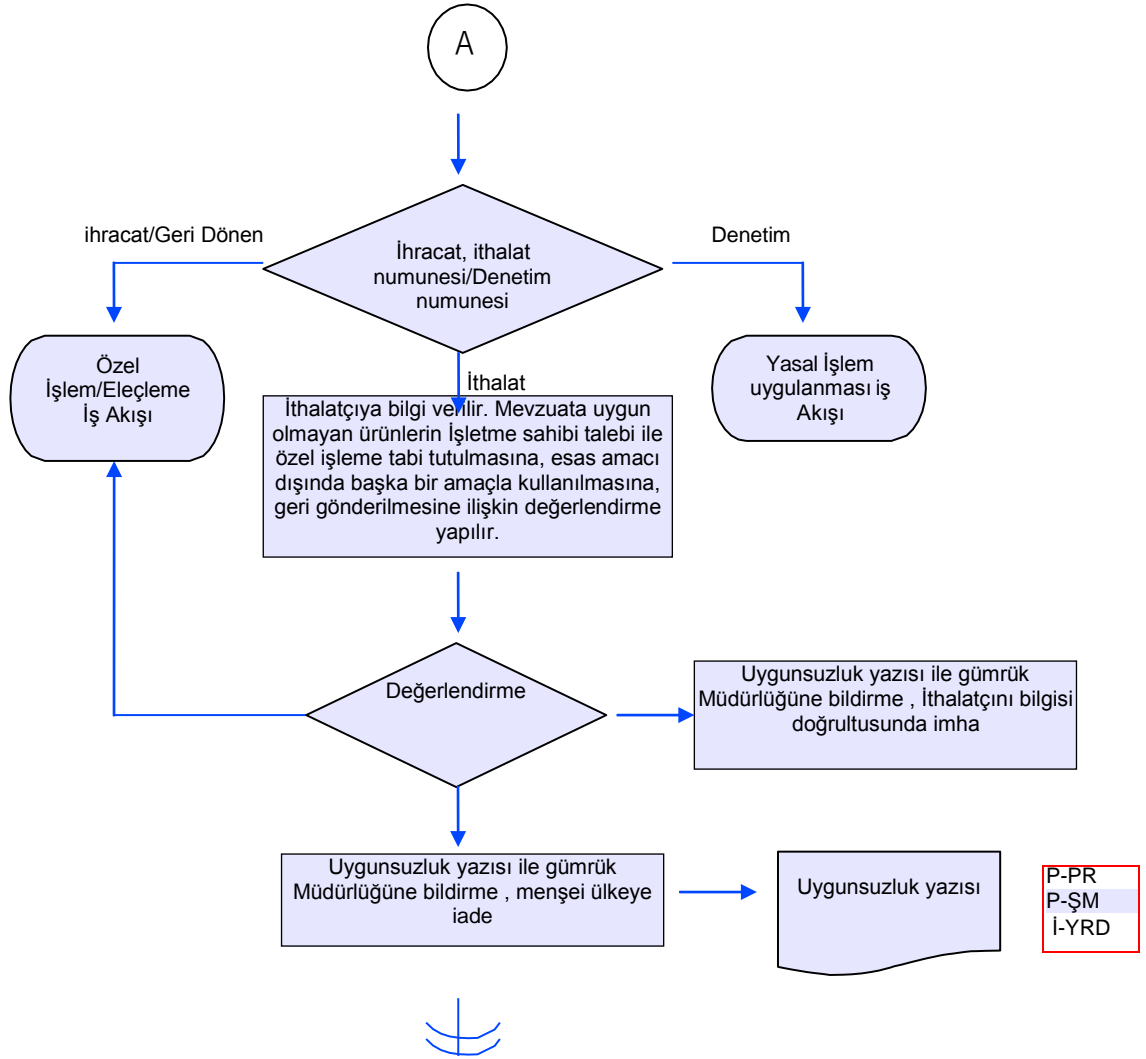 A
ihracat/Geri Dönen
Denetim
İhracat, ithalat
numunesi/Denetim
numunesi
Özel
İşlem/Eleçleme
İş Akışı
Yasal İşlem
uygulanması iş
Akışı
İthalat
İthalatçıya bilgi verilir. Mevzuata uygun
olmayan ürünlerin İşletme sahibi talebi ile
özel işleme tabi tutulmasına, esas amacı
dışında başka bir amaçla kullanılmasına,
geri gönderilmesine ilişkin değerlendirme
yapılır.
Değerlendirme
Uygunsuzluk yazısı ile gümrük
Müdürlüğüne bildirme , İthalatçını bilgisi
doğrultusunda imha
Uygunsuzluk yazısı ile gümrük
Müdürlüğüne bildirme , menşei ülkeye
iade
Uygunsuzluk yazısı
P-PR
P-ŞM
İ-YRD